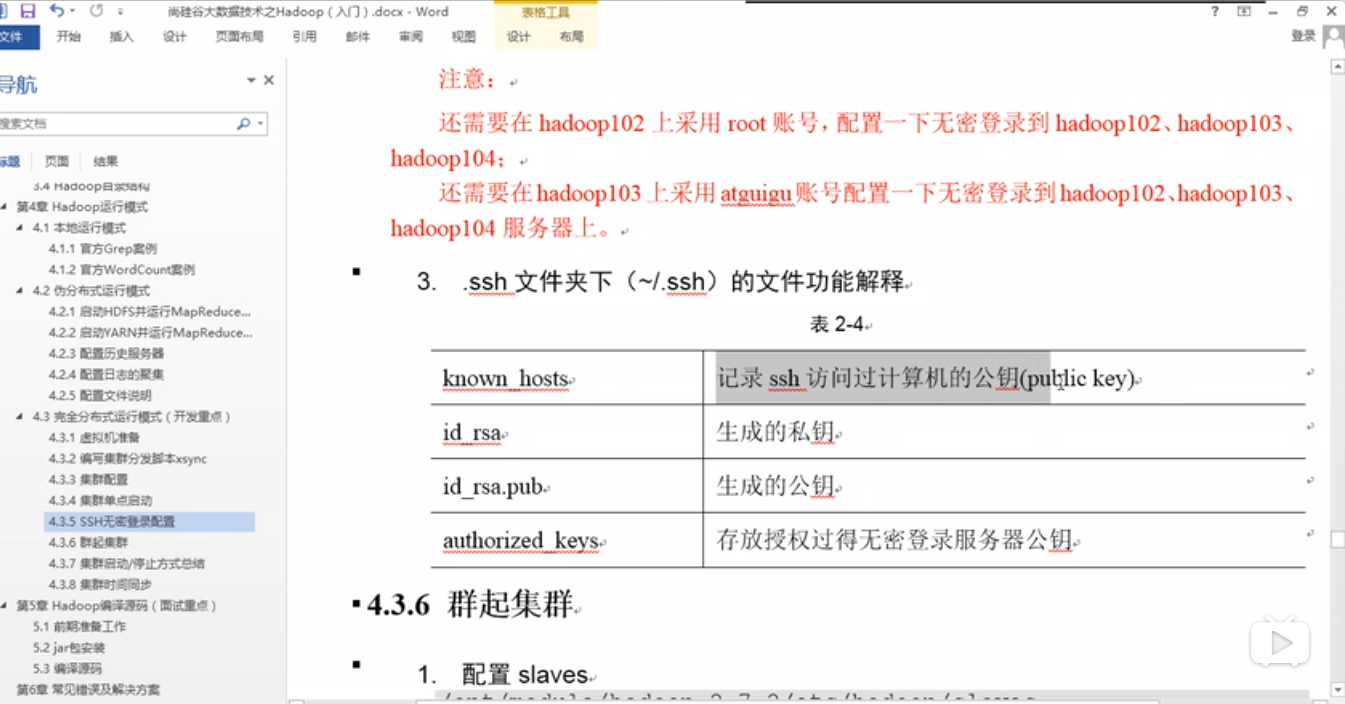 尚硅谷大数据技术之Hadoop（入门）.docx - Word
表格工具
?
文件
开始
插入
设计
页面布局
引用
邮件
审阅
视图
设计
布局
登录
导航
搜索文档
标题
页面
结果
3.4 Hadoop目录结构
第4章 Hadoop运行模式
4.1 本地运行模式
4.1.1 官方Grep案例
4.1.2 官方WordCount案例
4.2 伪分布式运行模式
4.2.1 启动HDFS并运行MapReduce...
4.2.2 启动YARN并运行MapReduce...
4.2.3 配置历史服务器
4.2.4 配置日志的聚集
4.2.5 配置文件说明
4.3 完全分布式运行模式（开发重点）
4.3.1 虚拟机准备
4.3.2 编写集群分发脚本xsync
4.3.3 集群配置
4.3.4 集群单点启动
4.3.5 SSH无密登录配置
4.3.6 群起集群
4.3.7 集群启动/停止方式总结
4.3.8 集群时间同步
第5章 Hadoop编译源码（面试重点）
5.1 前期准备工作
5.2 jar包安装
5.3 编译源码
第6章 常见错误及解决方案
注意：
还需要在 hadoop102 上采用 root 账号，配置一下无密登录到 hadoop102、hadoop103、
hadoop104；
还需要在 hadoop103 上采用 atguigu 账号配置一下无密登录到 hadoop102、hadoop103、
hadoop104 服务器上。
3. .ssh 文件夹下（~/.ssh）的文件功能解释
表 2-4
known_hosts 记录 ssh 访问过计算机的公钥(public key)
id_rsa 生成的私钥
id_rsa.pub 生成的公钥
authorized_keys 存放授权过得无密登录服务器公钥
4.3.6 群起集群
1. 配置 slaves
/opt/module/hadoop-2.7.2/etc/hadoop/slaves